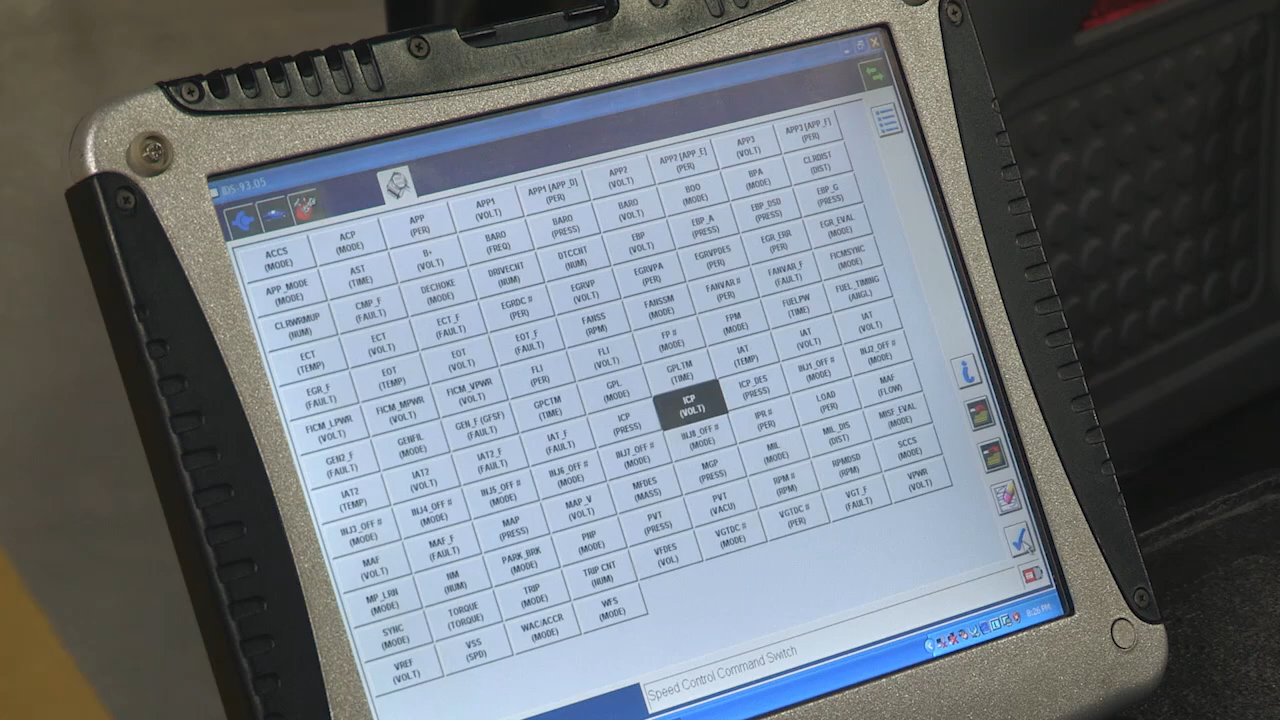 IDS-93.05
ACCS ACP APP APP1 APP1 [APP_D] APP2 APP2 [APP_E] APP3 APP3 [APP_F]
(MODE) (MODE) (PER) (VOLT) (PER) (VOLT) (PER) (VOLT) (PER)
APP_MODE AST B+ BARO BARO BARO BOO BPA CLRDIST
(MODE) (TIME) (VOLT) (FREQ) (PRESS) (VOLT) (MODE) (MODE) (DIST)
CLRWRMUP CMP_F DECHOKE DRIVECNT DTCCNT EBP EBP_A EBP_DSD EBP_G
(NUM) (FAULT) (MODE) (NUM) (NUM) (VOLT) (PRESS) (PRESS) (PRESS)
ECT ECT ECT_F EGRDC # EGRVP EGRVPA EGRVPDES EGR_ERR EGR_EVAL
(TEMP) (VOLT) (FAULT) (PER) (VOLT) (PER) (PER) (PER) (MODE)
EGR_F EOT EOT EOT_F FANSS FANSSM FANVAR # FANVAR_F FICMSYNC
(FAULT) (TEMP) (VOLT) (FAULT) (RPM) (MODE) (PER) (FAULT) (MODE)
FICM_LPWR FICM_MPWR FICM_VPWR FLI FLI FP # FPM FUELPW FUEL_TIMING
(VOLT) (VOLT) (VOLT) (PER) (VOLT) (MODE) (MODE) (TIME) (ANGL)
GEN2_F GENFIL GEN_F (GFSF) GPCTM GPL GPLTM IAT IAT IAT
(FAULT) (MODE) (FAULT) (TIME) (MODE) (TIME) (TEMP) (VOLT) (VOLT)
IAT2 IAT2 IAT2_F IAT_F ICP ICP ICP_DES INJ1_OFF # INJ2_OFF #
(TEMP) (VOLT) (FAULT) (FAULT) (PRESS) (VOLT) (PRESS) (MODE) (MODE)
INJ3_OFF # INJ4_OFF # INJ5_OFF # INJ6_OFF # INJ7_OFF # INJ8_OFF # IPR # LOAD MAF
(MODE) (MODE) (MODE) (MODE) (MODE) (MODE) (PER) (PER) (FLOW)
MAF MAF_F MAP MAP_V MFDES MGP MIL MIL_DIS MISF_EVAL
(VOLT) (FAULT) (PRESS) (VOLT) (MASS) (PRESS) (MODE) (DIST) (MODE)
MP_LRN NM PARK_BRK PNP PVT PVT RPM # RPMDSD SCCS
(MODE) (NUM) (MODE) (MODE) (PRESS) (VACU) (RPM) (RPM) (MODE)
SYNC TORQUE TRIP TRIP CNT VFDES VGTDC # VGTDC # VGT_F VPWR
(MODE) (TORQUE) (MODE) (NUM) (VOL) (MODE) (PER) (FAULT) (VOLT)
VREF VSS WAC/ACCR WFS
(VOLT) (SPD) (MODE) (MODE)
Speed Control Command Switch
8:26 PM